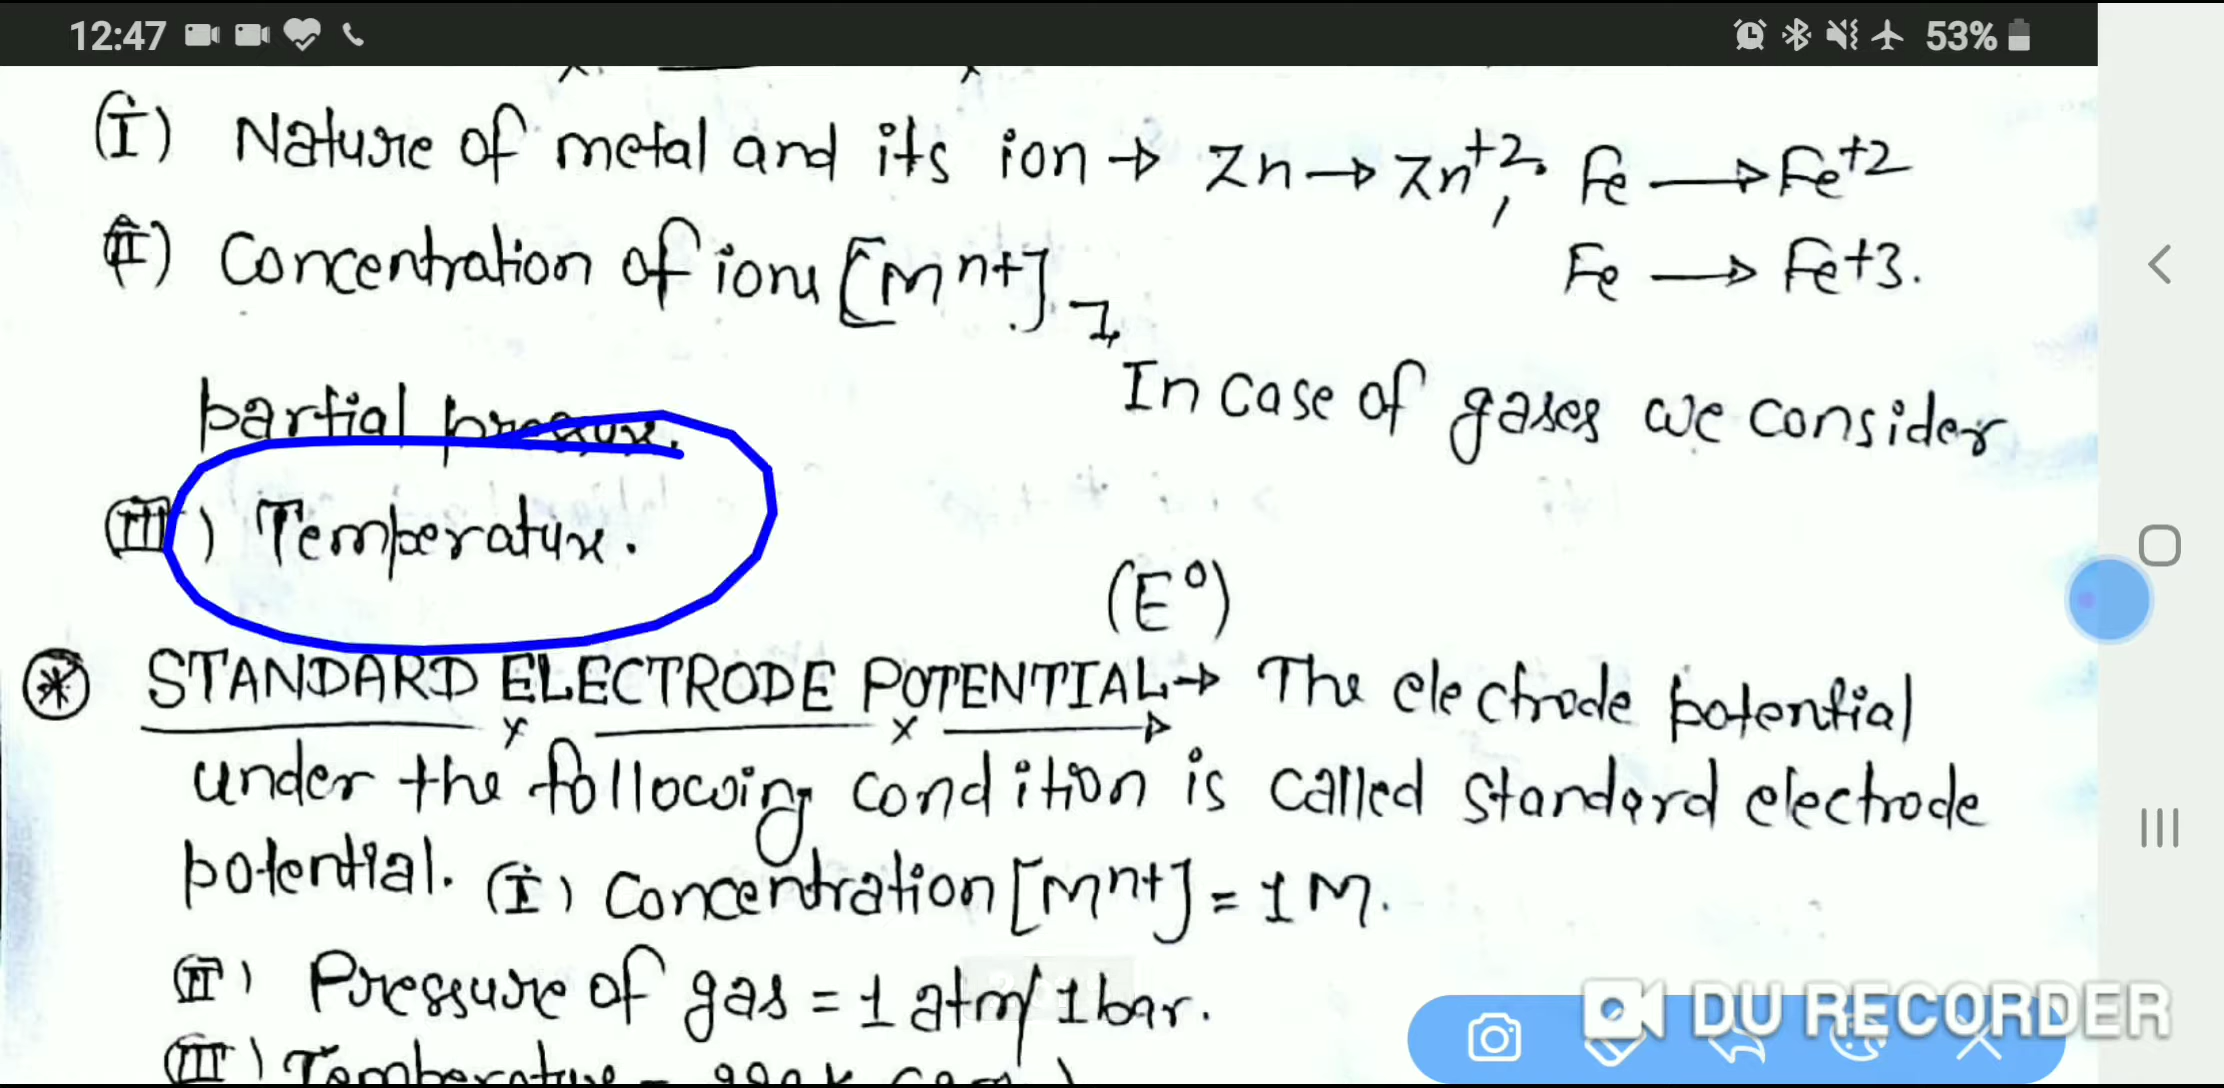 12:47 53%
(I) Nature of metal and its ion → Zn → Zn+2, Fe → Fe+2
(II) Concentration of ions [Mn+] Fe → Fe+3.
In case of gases we consider
partial pressure.
(III) Temperature.
(E°)
* STANDARD ELECTRODE POTENTIAL → The electrode potential
under the following condition is called standard electrode
potential. (I) Concentration [Mn+] = 1 M.
(II) Pressure of gas = 1 atm/1bar.
(III) Temperature =
DU RECORDER